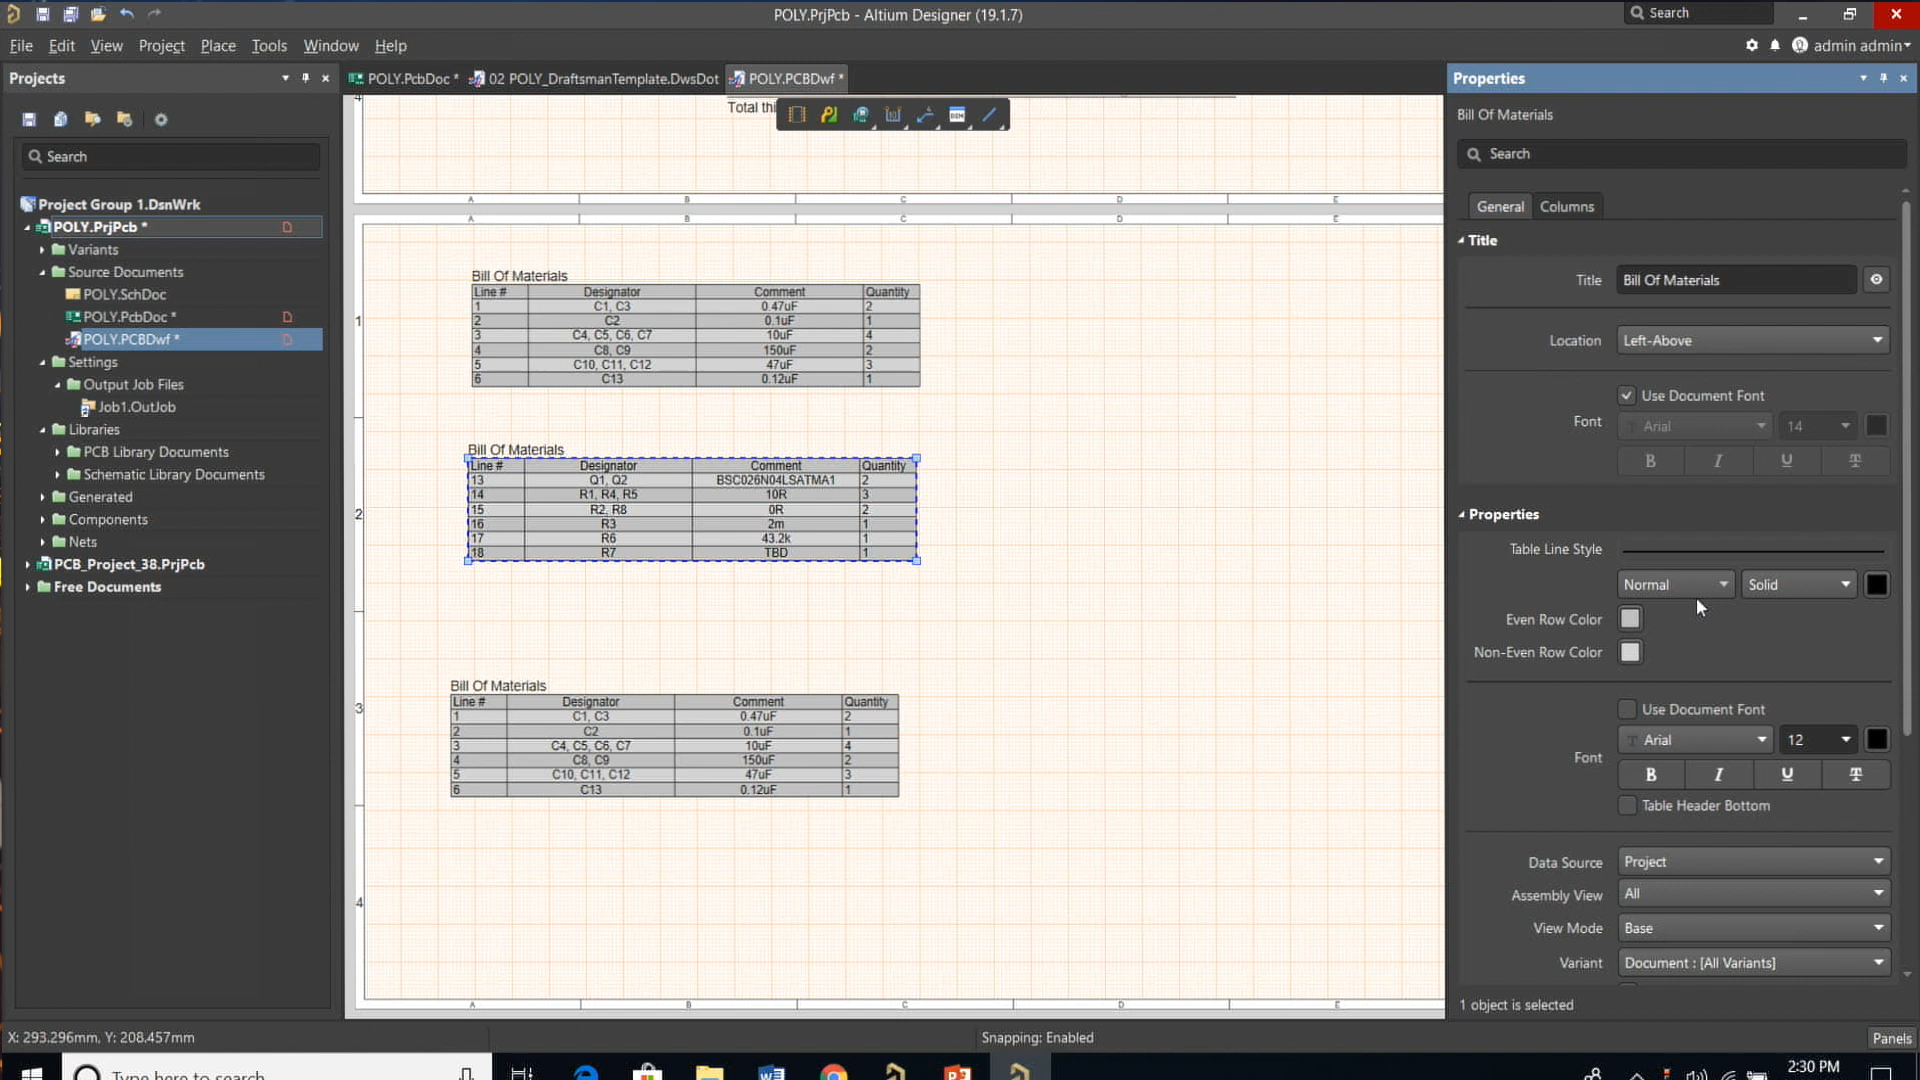 POLY.PrjPcb - Altium Designer (19.1.7)
Search
File Edit View Project Place Tools Window Help
admin admin
Projects
POLY.PcbDoc *
02 POLY_DraftsmanTemplate.DwsDot
POLY.PCBDwf *
Properties
Search
Project Group 1.DsnWrk
POLY.PrjPcb *
Variants
Source Documents
POLY.SchDoc
POLY.PcbDoc *
POLY.PCBDwf *
Settings
Output Job Files
Job1.OutJob
Libraries
PCB Library Documents
Schematic Library Documents
Generated
Components
Nets
PCB_Project_38.PrjPcb
Free Documents
4
Total thi
A B C D E
A B C D E
1
2
3
4
Bill Of Materials
Line # Designator Comment Quantity
1 C1, C3 0.47uF 2
2 C2 0.1uF 1
3 C4, C5, C6, C7 10uF 4
4 C8, C9 150uF 2
5 C10, C11, C12 47uF 3
6 C13 0.12uF 1
Bill Of Materials
Line # Designator Comment Quantity
13 Q1, Q2 BSC026N04LSATMA1 2
14 R1, R4, R5 10R 3
15 R2, R8 0R 2
16 R3 2m 1
17 R6 43.2k 1
18 R7 TBD 1
Bill Of Materials
Line # Designator Comment Quantity
1 C1, C3 0.47uF 2
2 C2 0.1uF 1
3 C4, C5, C6, C7 10uF 4
4 C8, C9 150uF 2
5 C10, C11, C12 47uF 3
6 C13 0.12uF 1
A B C D E
Bill Of Materials
Search
General Columns
Title
Title Bill Of Materials
Location Left-Above
Use Document Font
Font Arial 14
B I U T
Properties
Table Line Style
Normal Solid
Even Row Color
Non-Even Row Color
Use Document Font
Arial 12
Font
B I U T
Table Header Bottom
Data Source Project
Assembly View All
View Mode Base
Variant Document : [All Variants]
1 object is selected
X: 293.296mm, Y: 208.457mm
Snapping: Enabled
Panels
Type here to search
2:30 PM